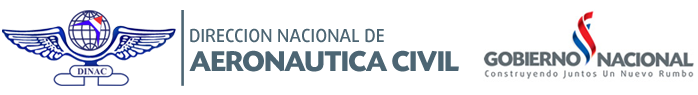 DINAC
DIRECCION NACIONAL DE
AERONAUTICA CIVIL
GOBIERNO NACIONAL
Construyendo Juntos Un Nuevo Rumbo